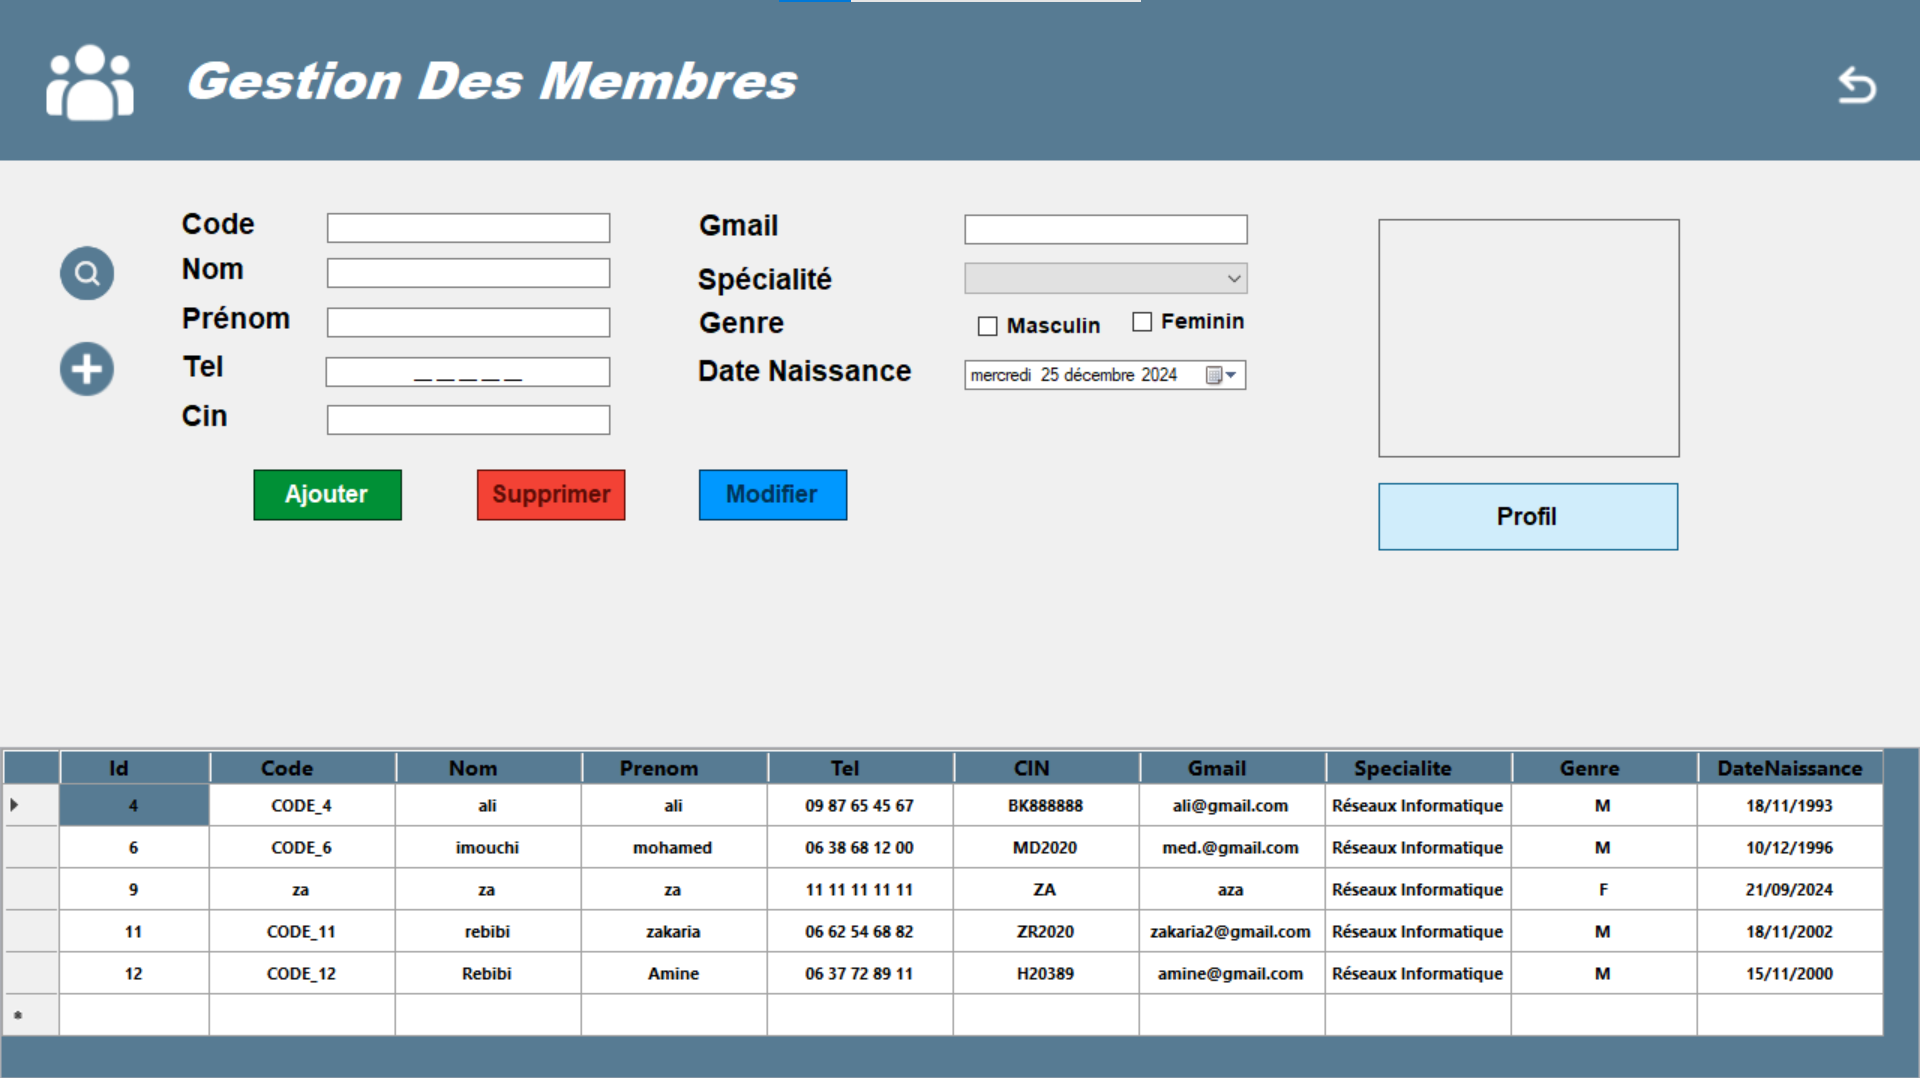 Gestion Des Membres
Code
Nom
Prénom
Tel __ __ __ __ __
Cin
Gmail
Spécialité
Genre Masculin Feminin
Date Naissance mercredi 25 décembre 2024
Ajouter Supprimer Modifier
Profil
Id Code Nom Prenom Tel CIN Gmail Specialite Genre DateNaissance
4 CODE_4 ali ali 09 87 65 45 67 BK888888 ali@gmail.com Réseaux Informatique M 18/11/1993
6 CODE_6 imouchi mohamed 06 38 68 12 00 MD2020 med.@gmail.com Réseaux Informatique M 10/12/1996
9 za za za 11 11 11 11 11 ZA aza Réseaux Informatique F 21/09/2024
11 CODE_11 rebibi zakaria 06 62 54 68 82 ZR2020 zakaria2@gmail.com Réseaux Informatique M 18/11/2002
12 CODE_12 Rebibi Amine 06 37 72 89 11 H20389 amine@gmail.com Réseaux Informatique M 15/11/2000
*